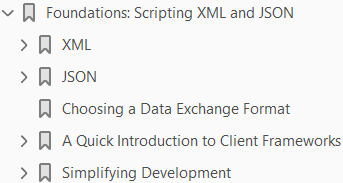 Foundations: Scripting XML and JSON
XML
JSON
Choosing a Data Exchange Format
A Quick Introduction to Client Frameworks
Simplifying Development